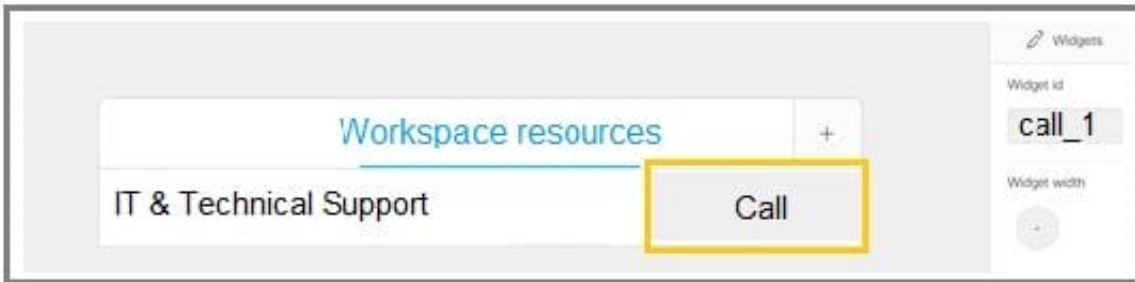 Widgets
Widget id
Workspace resources +
call_1
Widget width
IT & Technical Support
Call